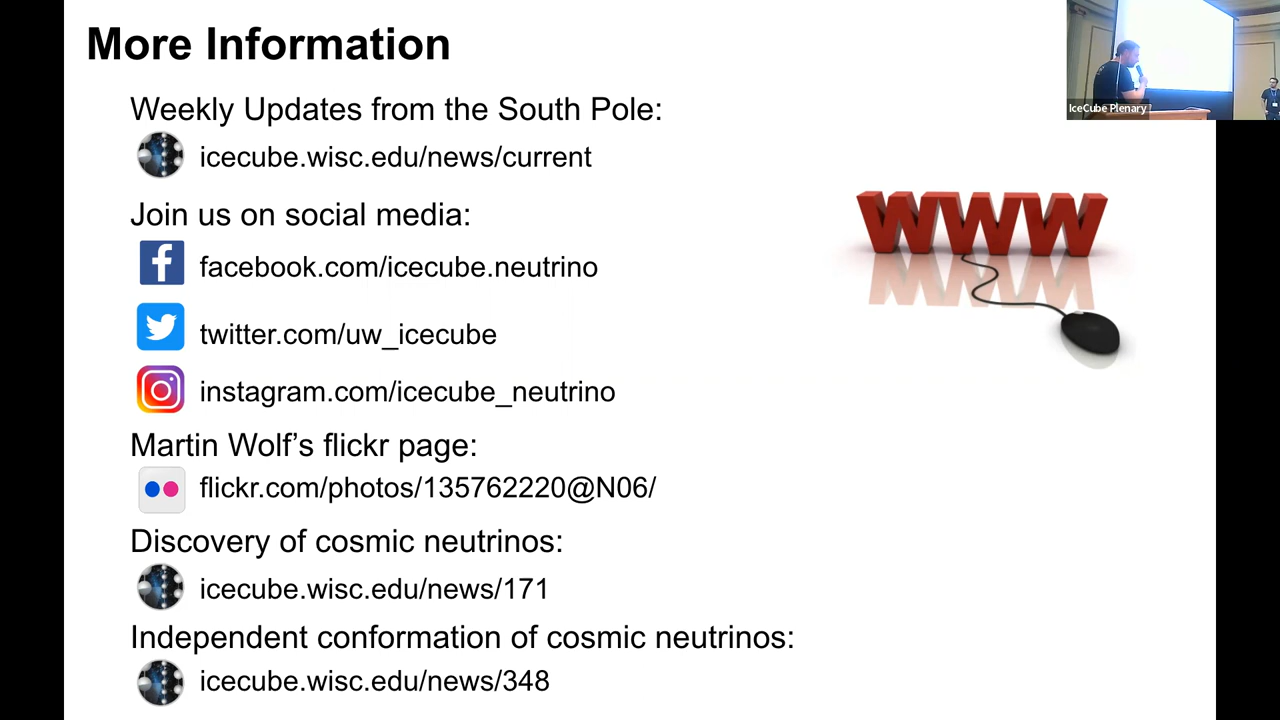 More Information
IceCube Plenary
Weekly Updates from the South Pole:
icecube.wisc.edu/news/current
WWW
Join us on social media:
facebook.com/icecube.neutrino
twitter.com/uw_icecube
instagram.com/icecube_neutrino
Martin Wolf’s flickr page:
flickr.com/photos/135762220@N06/
Discovery of cosmic neutrinos:
icecube.wisc.edu/news/171
Independent conformation of cosmic neutrinos:
icecube.wisc.edu/news/348